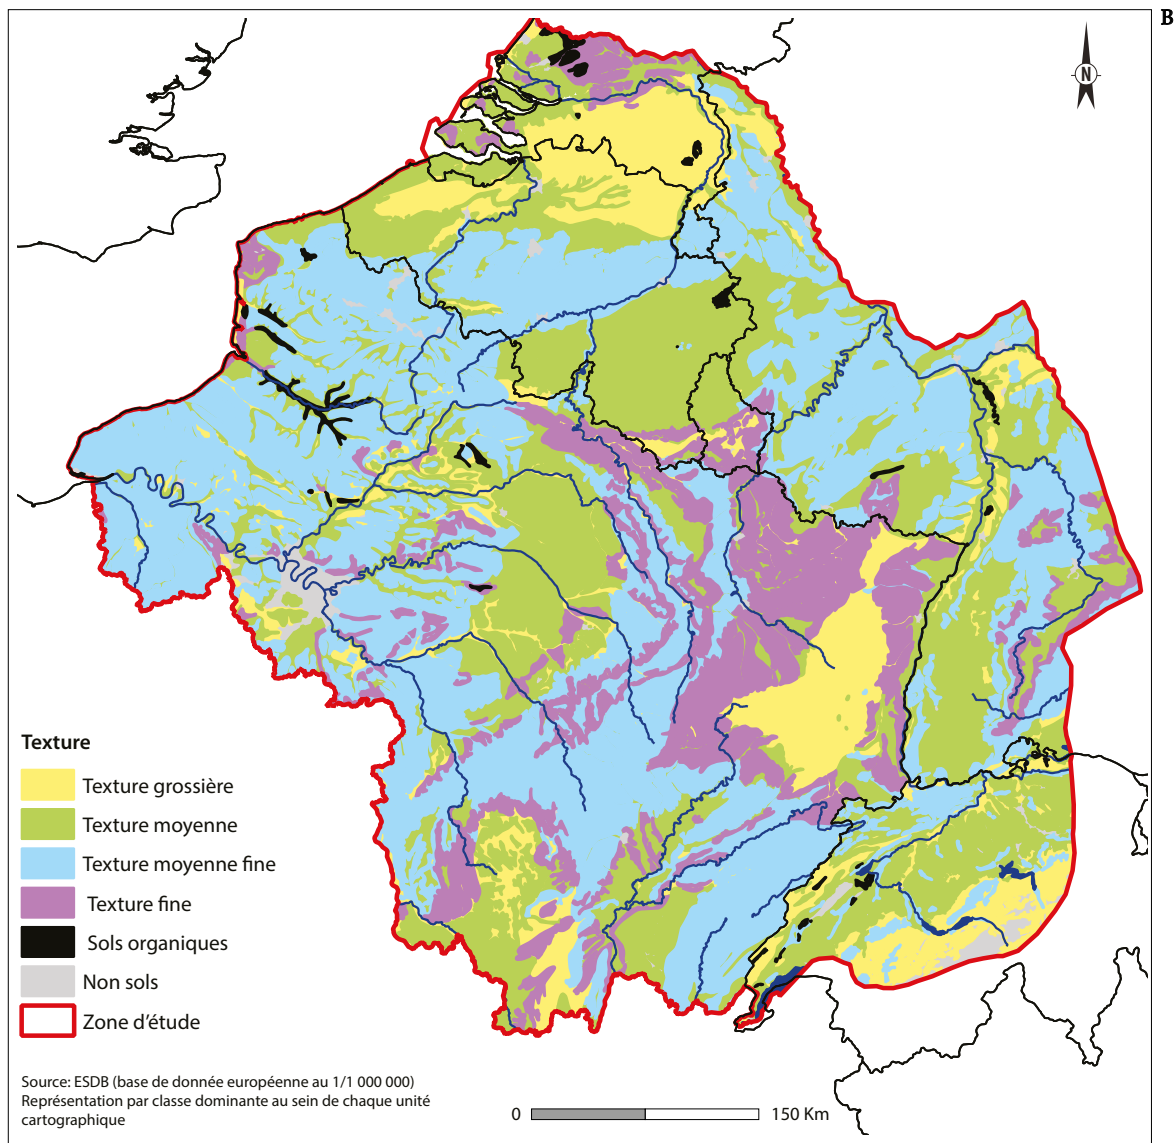 B
N
Texture
Texture grossière
Texture moyenne
Texture moyenne fine
Texture fine
Sols organiques
Non sols
Zone d'étude
Source: ESDB (base de donnée européenne au 1/1 000 000)
Représentation par classe dominante au sein de chaque unité
cartographique
0 150 Km